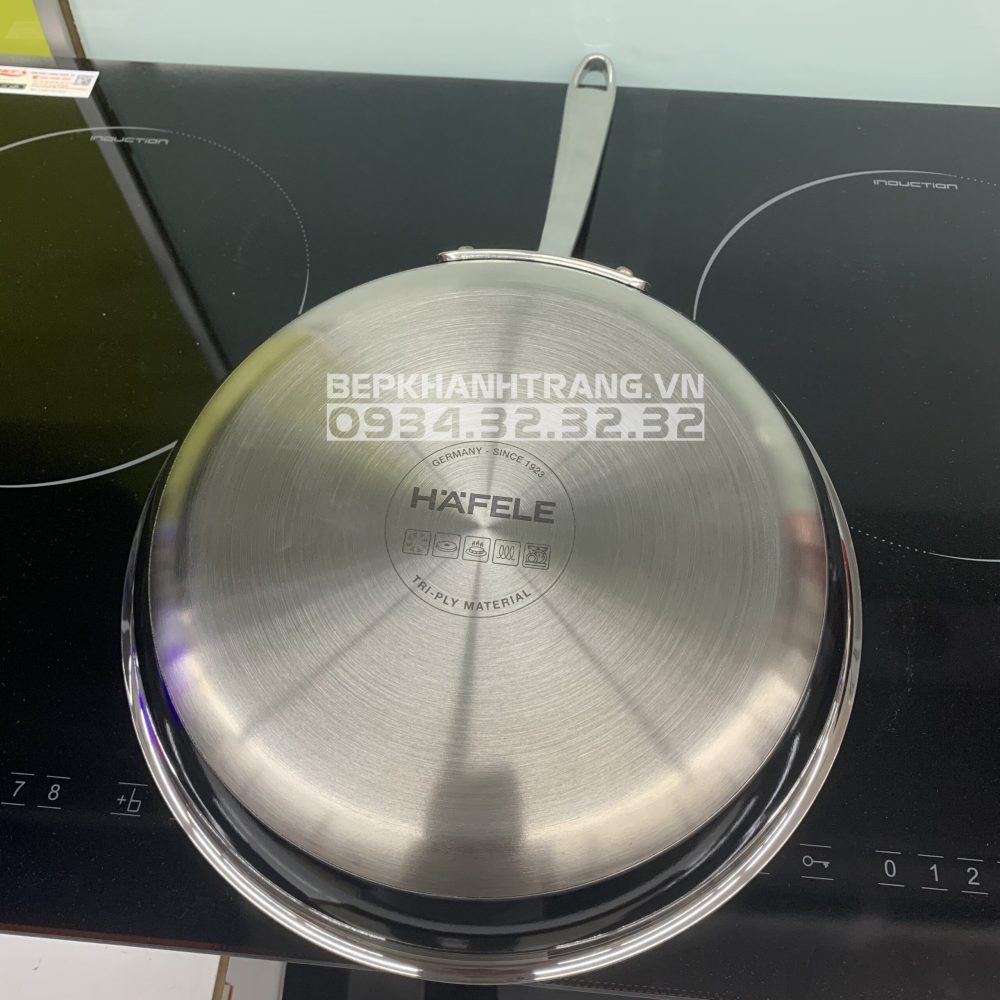 INDUCTION
INDUCTION
BEPKHANHTRANG.VN
0934.32.32.32
GERMANY - SINCE 1923
HÄFELE
TRI-PLY MATERIAL
7 8
0 1 2